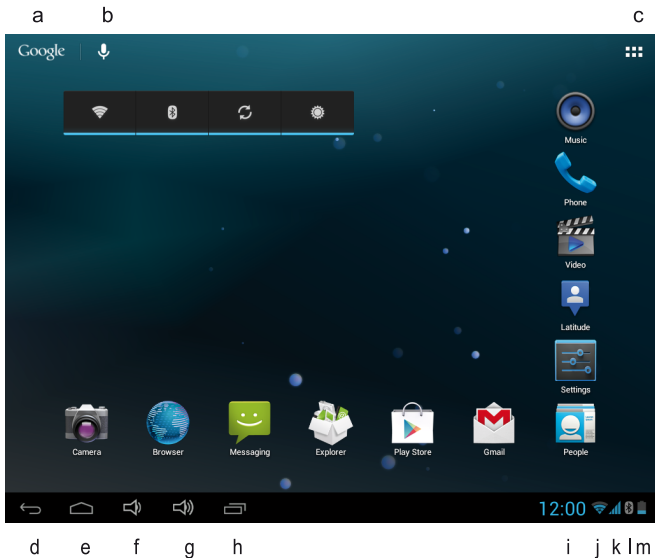 a b c
Google
Music
Phone
Video
Latitude
Settings
Camera Browser Messaging Explorer Play Store Gmail People
12:00
d e f g h i j k l m